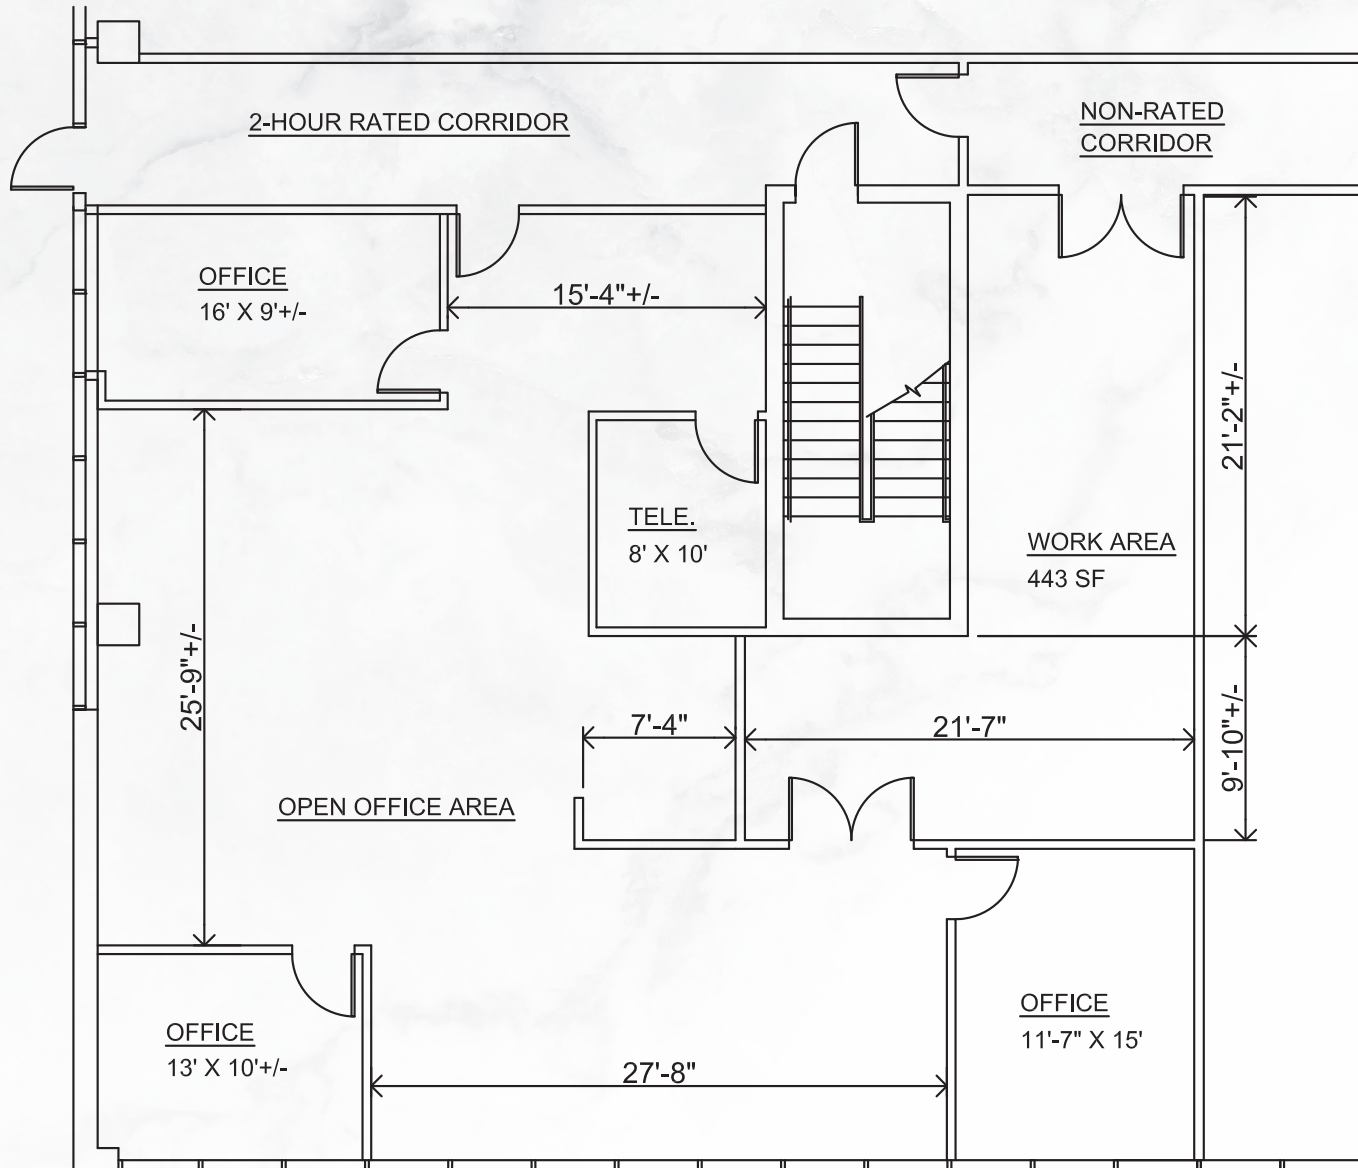 2-HOUR RATED CORRIDOR
NON-RATED
CORRIDOR
OFFICE
16' X 9'+/-
15'-4"+/-
21'-2"+/-
TELE.
8' X 10'
WORK AREA
443 SF
25'-9"+/-
7'-4"
21'-7"
9'-10"+/-
OPEN OFFICE AREA
OFFICE
13' X 10'+/-
OFFICE
11'-7" X 15'
27'-8"